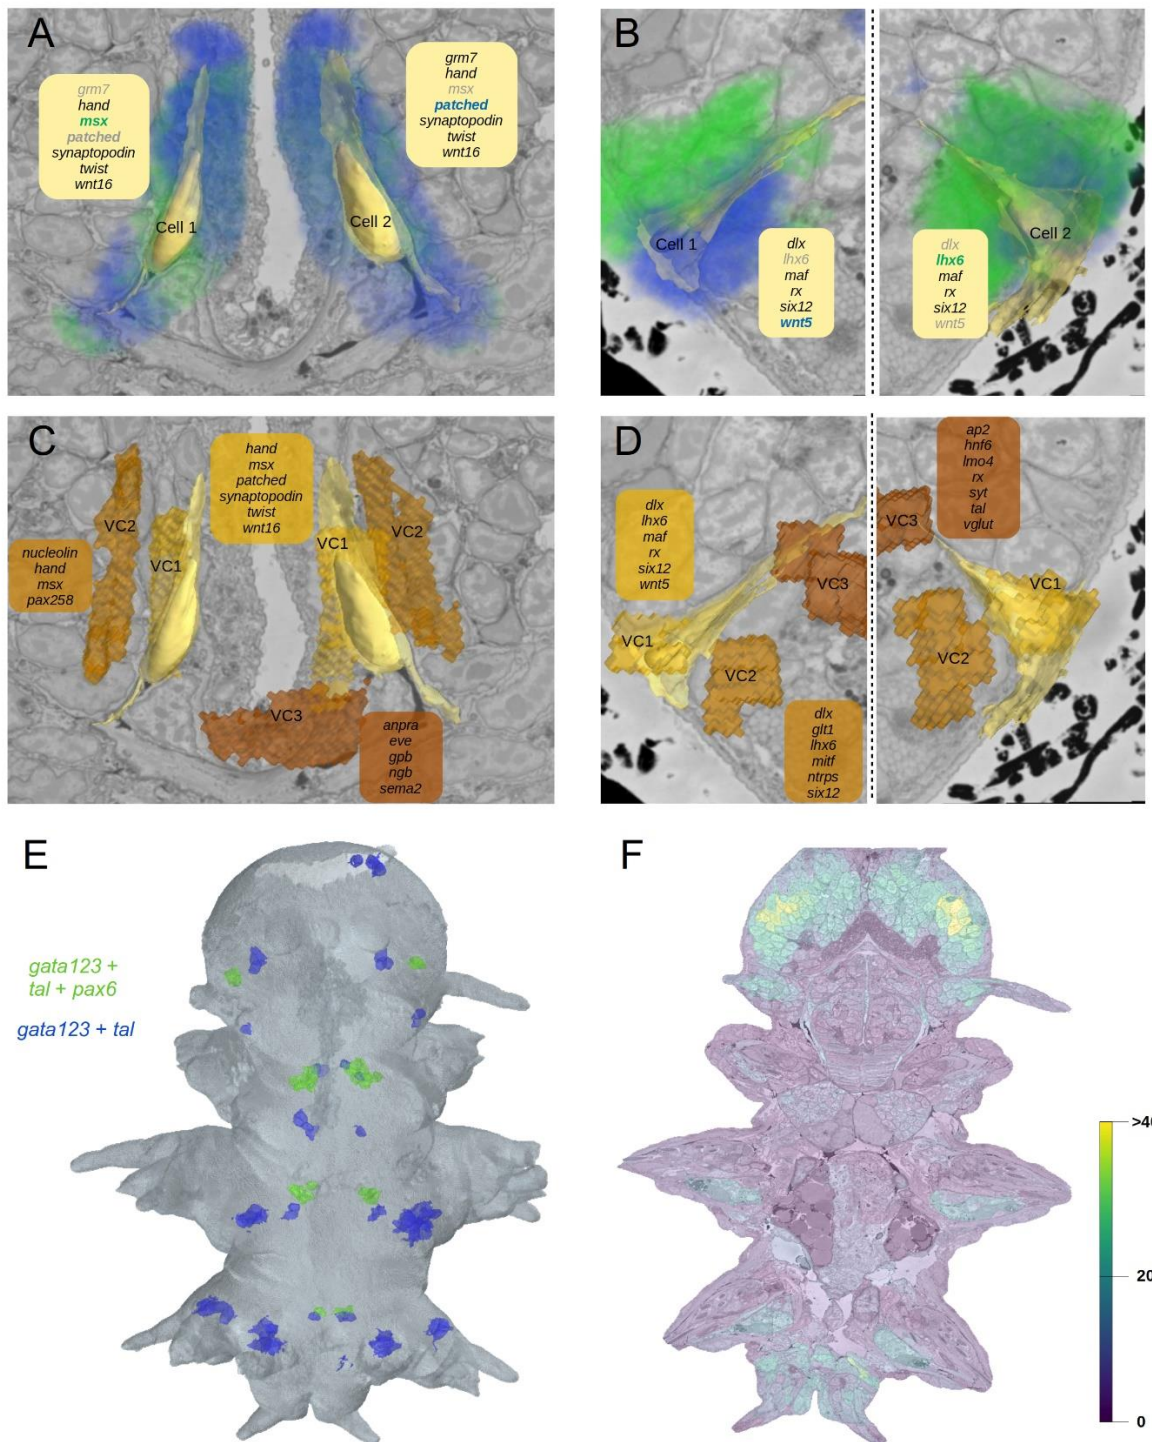 A
grm7
hand
msx
patched
synaptopodin
twist
wnt16
Cell 1
grm7
hand
msx
patched
synaptopodin
twist
wnt16
Cell 2
B
Cell 1
dlx
lhx6
maf
rx
six12
wnt5
Cell 2
dlx
lhx6
maf
rx
six12
wnt5
C
hand
msx
patched
synaptopodin
twist
wnt16
VC2
VC1
VC1
VC2
nucleolin
hand
msx
pax258
VC3
anpra
eve
gpb
ngb
sema2
D
dlx
lhx6
maf
rx
six12
wnt5
VC3
VC1
VC2
dlx
glt1
lhx6
mitf
ntrps
six12
ap2
hnf6
lmo4
rx
syt
tal
vglut
VC3
VC1
VC2
E
gata123 +
tal + pax6
gata123 + tal
F
>40
20
0